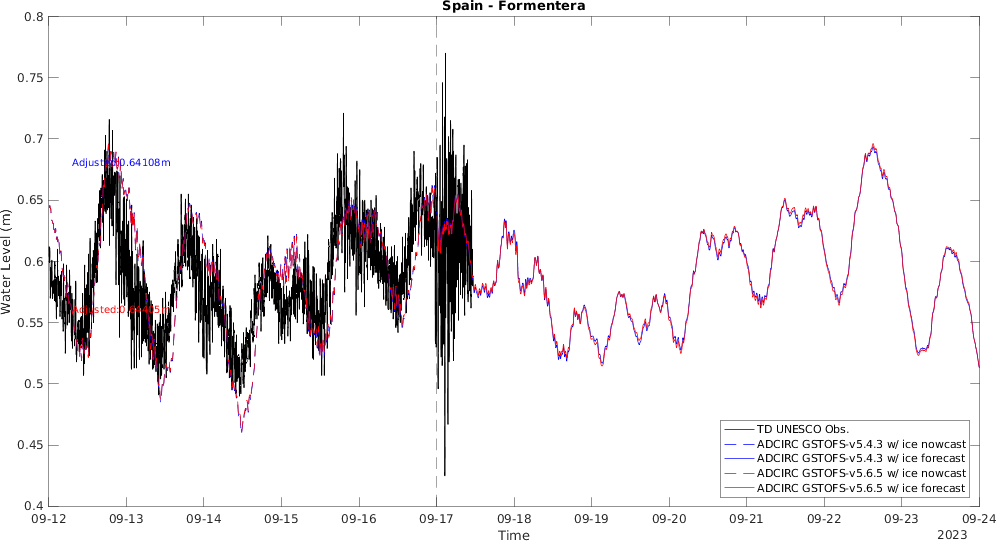 Spain - Formentera
0.8
0.75
0.7
0.65
0.6
0.55
0.5
0.45
0.4
Water Level (m)
Adjusted:0.64108m
09-12 09-13 09-14 09-15 09-16 09-17 09-18 09-19 09-20 09-21 09-22 09-23 09-24
Time
2023
TD UNESCO Obs.
ADCIRC GSTOFS-v5.4.3 w/ ice nowcast
ADCIRC GSTOFS-v5.4.3 w/ ice forecast
ADCIRC GSTOFS-v5.6.5 w/ ice nowcast
ADCIRC GSTOFS-v5.6.5 w/ ice forecast